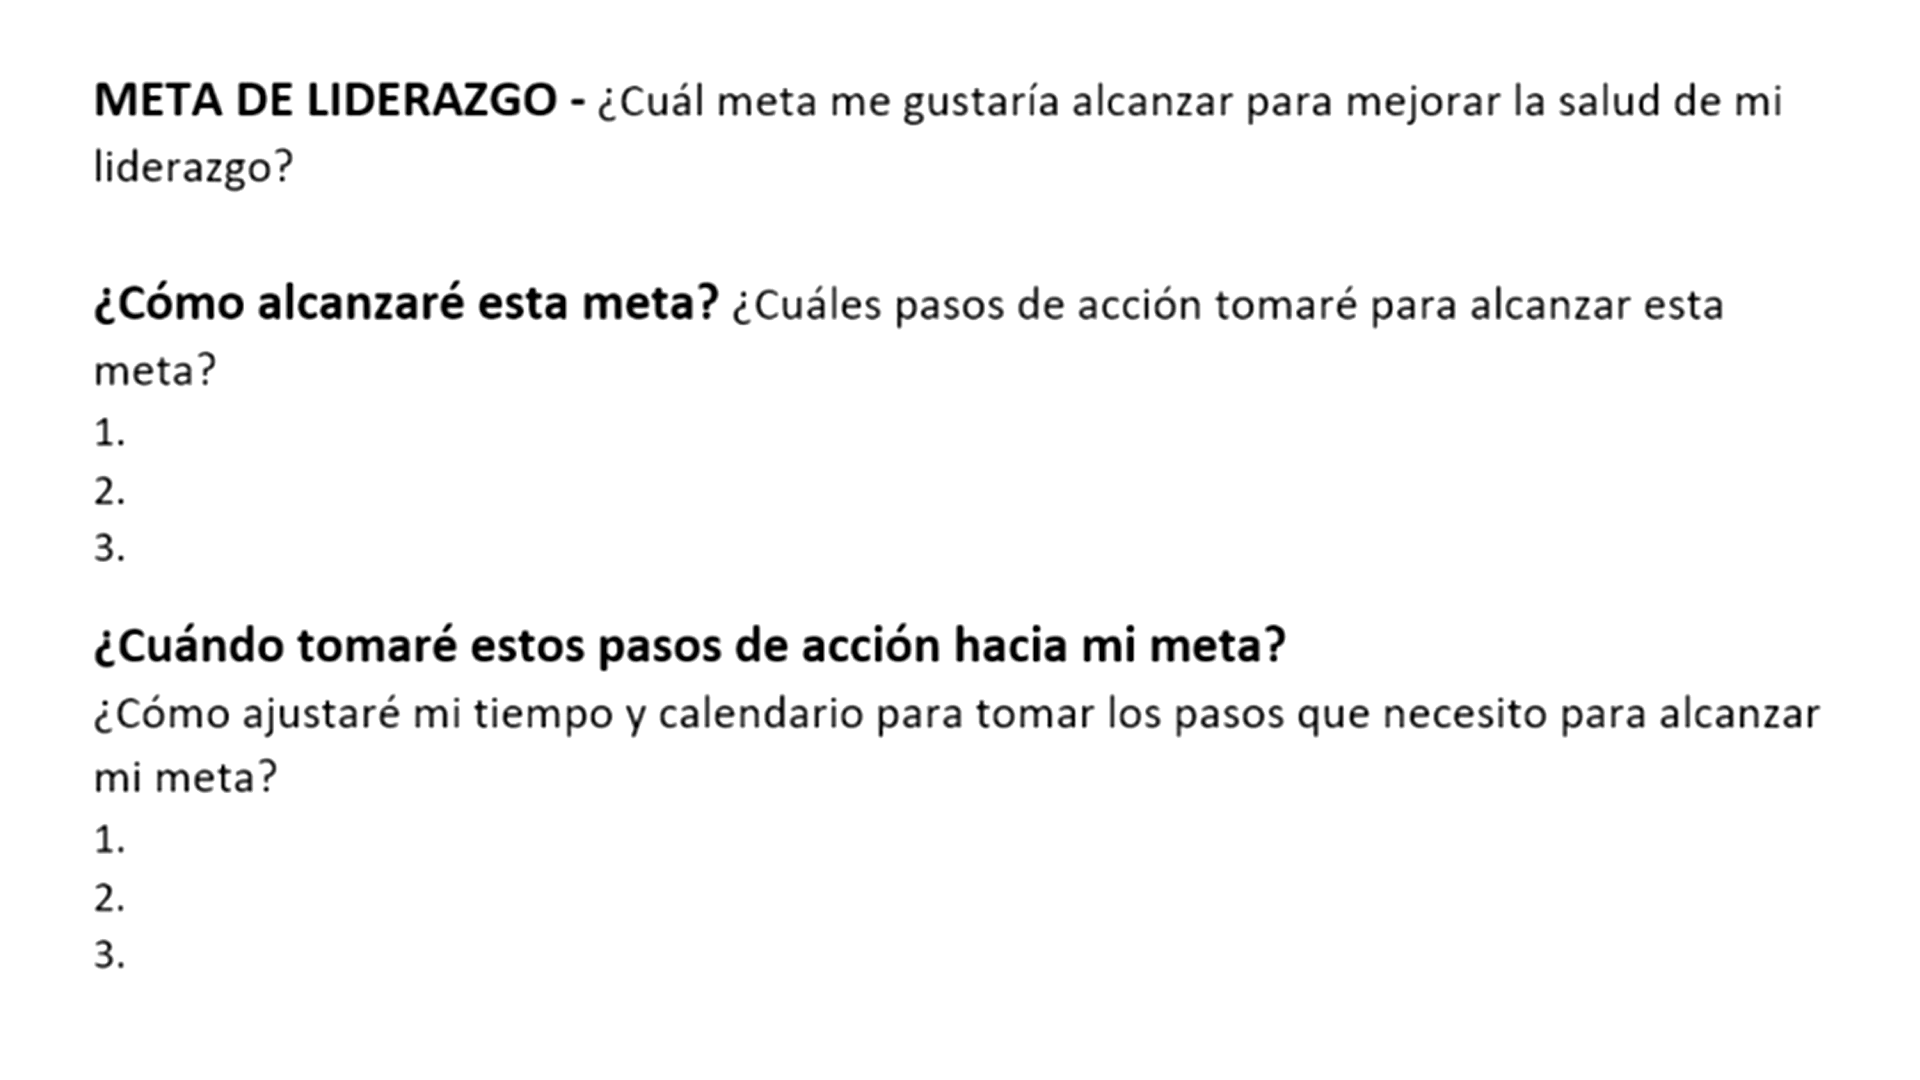 META DE LIDERAZGO - ¿Cuál meta me gustaría alcanzar para mejorar la salud de mi
liderazgo?
¿Cómo alcanzaré esta meta? ¿Cuáles pasos de acción tomaré para alcanzar esta
meta?
1.
2.
3.
¿Cuándo tomaré estos pasos de acción hacia mi meta?
¿Cómo ajustaré mi tiempo y calendario para tomar los pasos que necesito para alcanzar
mi meta?
1.
2.
3.